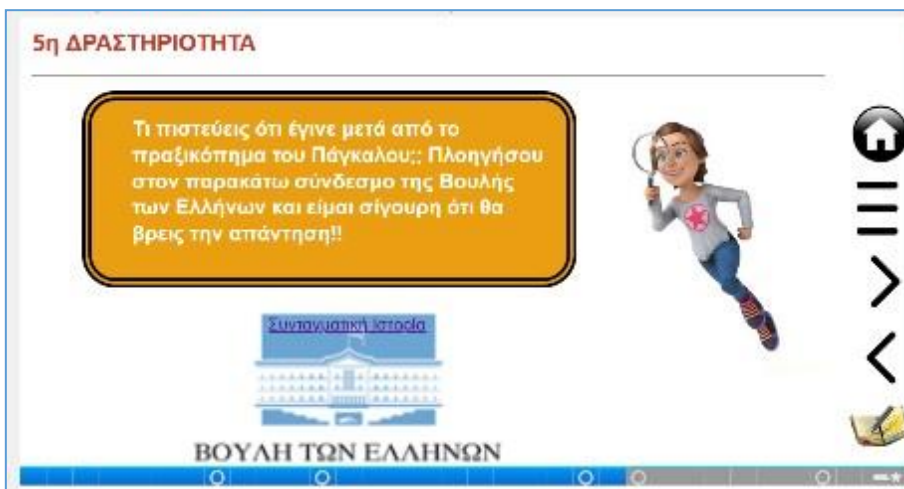 5η ΔΡΑΣΤΗΡΙΟΤΗΤΑ
Τι πιστεύεις ότι έγινε μετά από το
πραξικόπημα του Πάγκαλου;; Πλοηγήσου
στον παρακάτω σύνδεσμο της Βουλής
των Ελλήνων και είμαι σίγουρη ότι θα
βρεις την απάντηση!!
Συνταγματική Ιστορία
ΒΟΥΛΗ ΤΩΝ ΕΛΛΗΝΩΝ